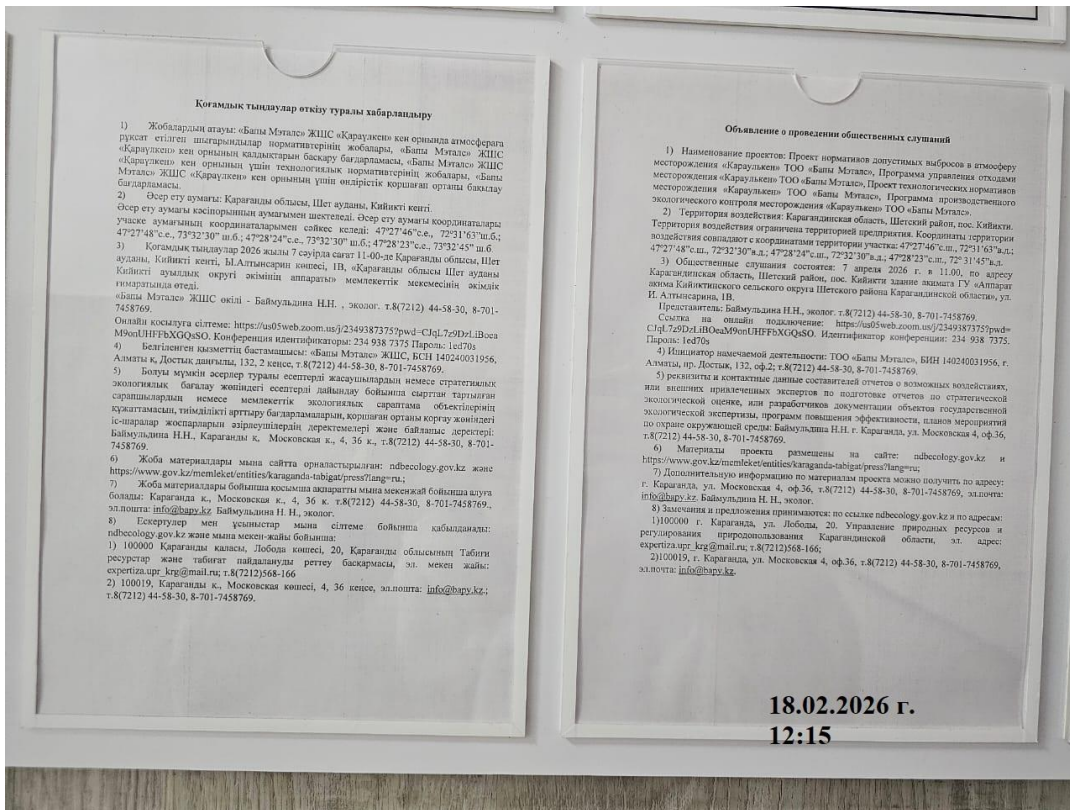 Қоғамдық тыңдаулар өткізу туралы хабарландыру
1) Жобалардың атауы: «Бапы Мэталс» ЖШС «Қараүлкен» кен орнында атмосфераға
рұқсат етілген шығарындылар нормативтерінің жобалары, «Бапы Мэталс» ЖШС
«Қараүлкен» кен орнының қалдықтарын басқару бағдарламасы, «Бапы Мэталс» ЖШС
«Қараүлкен» кен орнының үшін технологиялық нормативтерінің жобалары, «Бапы
Мэталс» ЖШС «Қараүлкен» кен орнының үшін өндірістік қоршаған ортаны бақылау
бағдарламасы.
2) Әсер ету аумағы: Қарағанды облысы, Шет ауданы, Кийікті кенті.
Әсер ету аумағы кәсіпорынның аумағымен шектеледі. Әсер ету аумағы координаталары
учаске аумағының координаталарымен сәйкес келеді: 47°27'46”с.е., 72°31’63”ш.б.;
47°27'48”с.е., 73°32’30” ш.б.; 47°28’24”с.е., 73°32’30” ш.б.; 47°28’23”с.е., 73°32’45” ш.б
3) Қоғамдық тыңдаулар 2026 жылы 7 сәуірде сағат 11-00-де Қарағанды облысы, Шет
ауданы, Кийікті кенті, Ы.Алтынсарин көшесі, 1В, «Қарағанды облысы Шет ауданы
Кийікті ауылдық округі әкімінің аппараты» мемлекеттік мекемесінің әкімдік
ғимаратында өтеді.
«Бапы Мэталс» ЖШС өкілі - Баймульдина Н.Н. , эколог. т.8(7212) 44-58-30, 8-701-
7458769.
Онлайн қосылуға сілтеме: https://us05web.zoom.us/j/2349387375?pwd=CJqL7z9DzLiBOea
M9onUHFFbXGQsSO. Конференция идентификаторы: 234 938 7375 Пароль: 1ed70s
4) Белгіленген қызметтің бастамашысы: «Бапы Мэталс» ЖШС, БСН 140240031956,
Алматы қ, Достық даңғылы, 132, 2 кеңсе, т.8(7212) 44-58-30, 8-701-7458769.
5) Болуы мүмкін әсерлер туралы есептерді жасаушылардың немесе стратегиялық
экологиялық бағалау жөніндегі есептерді дайындау бойынша сырттан тартылған
сарапшылардың немесе мемлекеттік экологиялық сараптама объектілерінің
құжаттамасын, тиімділікті арттыру бағдарламаларын, қоршаған ортаны қорғау жөніндегі
іс-шаралар жоспарларын әзірлеушілердің деректемелері және байланыс деректері:
Баймульдина Н.Н., Караганды қ, Московская к., 4, 36 к., т.8(7212) 44-58-30, 8-701-
7458769.
6) Жоба материалдары мына сайтта орналастырылған: ndbecology.gov.kz және
https://www.gov.kz/memleket/entities/karaganda-tabigat/press?lang=ru;
7) Жоба материалдары бойынша қосымша ақпаратты мына мекенжай бойынша алуға
болады: Караганда к., Московская к., 4, 36 к. т.8(7212) 44-58-30, 8-701-7458769.,
эл.пошта: info@bapy.kz. Баймульдина Н. Н., эколог.
8) Ескертулер мен ұсыныстар мына сілтеме бойынша қабылданады:
ndbecology.gov.kz және мына мекен-жайы бойынша:
1) 100000 Қарағанды қаласы, Лобода көшесі, 20, Қарағанды облысының Табиғи
ресурстар және табиғат пайдалануды реттеу басқармасы, эл. мекен жайы:
expertiza.upr_krg@mail.ru; т.8(7212)568-166
2) 100019, Караганды к., Московская көшесі, 4, 36 кеңсе, эл.пошта: info@bapy.kz.;
т.8(7212) 44-58-30, 8-701-7458769.
Объявление о проведении общественных слушаний
1) Наименование проектов: Проект нормативов допустимых выбросов в атмосферу
месторождения «Караулькен» ТОО «Бапы Мэталс», Программа управления отходами
месторождения «Караулькен» ТОО «Бапы Мэталс», Проект технологических нормативов
месторождения «Караулькен» ТОО «Бапы Мэталс», Программа производственного
экологического контроля месторождения «Караулькен» ТОО «Бапы Мэталс».
2) Территория воздействия: Карагандинская область, Шетский район, пос. Кийикти.
Территория воздействия ограничена территорией предприятия. Координаты территории
воздействия совпадают с координатами территории участка: 47°27'46”с.ш., 72°31’63”в.д.;
47°27'48”с.ш., 72°32’30”в.д.; 47°28’24”с.ш., 72°32’30”в.д.; 47°28’23”с.ш., 72° 31'45”в.д.
3) Общественные слушания состоятся: 7 апреля 2026 г. в 11.00, по адресу
Карагандинская область, Шетский район, пос. Кийикти здание акимата ГУ «Аппарат
акима Кайиктинского сельского округа Шетского района Карагандинской области», ул.
И. Алтынсарина, 1В.
Представитель: Баймульдина Н.Н., эколог. т.8(7212) 44-58-30, 8-701-7458769.
Ссылка на онлайн подключение: https://us05web.zoom.us/j/2349387375?pwd=
CJqL7z9DzLiBOeaM9onUHFFbXGQsSO. Идентификатор конференции: 234 938 7375.
Пароль: 1ed70s
4) Инициатор намечаемой деятельности: ТОО «Бапы Мэталс», БИН 140240031956, г.
Алматы, пр. Достык, 132, оф.2; т.8(7212) 44-58-30, 8-701-7458769.
5) реквизиты и контактные данные составителей отчетов о возможных воздействиях,
или внешних привлеченных экспертов по подготовке отчетов по стратегической
экологической оценке, или разработчиков документации объектов государственной
экологической экспертизы, программ повышения эффективности, планов мероприятий
по охране окружающей среды: Баймульдина Н.Н. г. Караганда, ул. Московская 4, оф.36,
т.8(7212) 44-58-30, 8-701-7458769.
6) Материалы проекта размещены на сайте: ndbecology.gov.kz и
https://www.gov.kz/memleket/entities/karaganda-tabigat/press?lang=ru;
7) Дополнительную информацию по материалам проекта можно получить по адресу:
г. Караганда, ул. Московская 4, оф.36, т.8(7212) 44-58-30, 8-701-7458769, эл.почта:
info@bapy.kz. Баймульдина Н. Н., эколог.
8) Замечания и предложения принимаются: по ссылке ndbecology.gov.kz и по адресам:
1)100000 г. Караганда, ул. Лободы, 20. Управление природных ресурсов и
регулирования природопользования Карагандинской области, эл. адрес:
expertiza.upr_krg@mail.ru; т.8(7212)568-166;
2)100019, г. Караганда, ул. Московская 4, оф.36, т.8(7212) 44-58-30, 8-701-7458769,
эл.почта: info@bapy.kz.
18.02.2026 г.
12:15